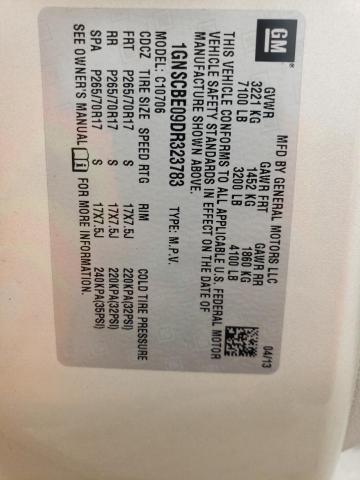 GM ®
MFD BY GENERAL MOTORS LLC 04/13
GVWR GAWR FRT GAWR RR
3221 KG 1452 KG 1860 KG
7100 LB 3200 LB 4100 LB
THIS VEHICLE CONFORMS TO ALL APPLICABLE U.S. FEDERAL MOTOR
VEHICLE SAFETY STANDARDS IN EFFECT ON THE DATE OF
MANUFACTURE SHOWN ABOVE.
1GNSCBE09DR323783 TYPE: M.P.V.
MODEL: C10706
COCZ TIRE SIZE SPEED RTG RIM COLD TIRE PRESSURE
FRT P265/70R17 S 17X7.5J 220KPA(32PSI)
RR P265/70R17 S 17X7.5J 220KPA(32PSI)
SPA P265/70R17 S 17X7.5J 240KPA(35PSI)
SEE OWNER'S MANUAL FOR MORE INFORMATION.